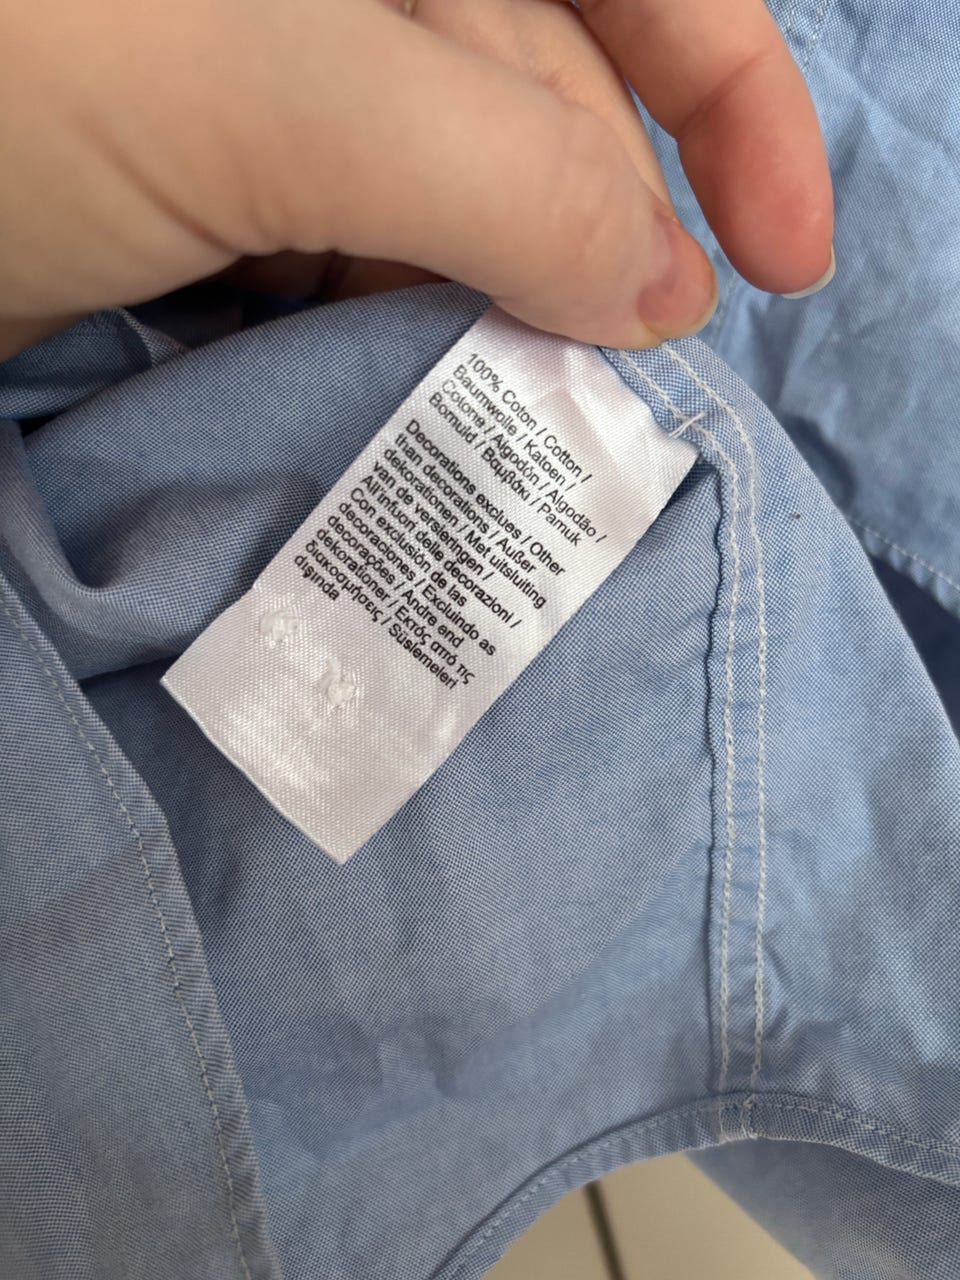 100% Coton / Cotton /
Baumwolle / Katoen /
Cotone / Algodón / Algodão /
Bomuld / Βαμβάκι / Pamuk
Decorations exclues / Other
than decorations / Außer
dekorationen / Met uitsluiting
van de versieringen /
All'infuori delle decorazioni /
Con exclusión de las
decoraciones / Excluindo as
decorações / Andre end
dekorationer / Εκτός από τις
διακοσμήσεις / Süslemeleri
dışında